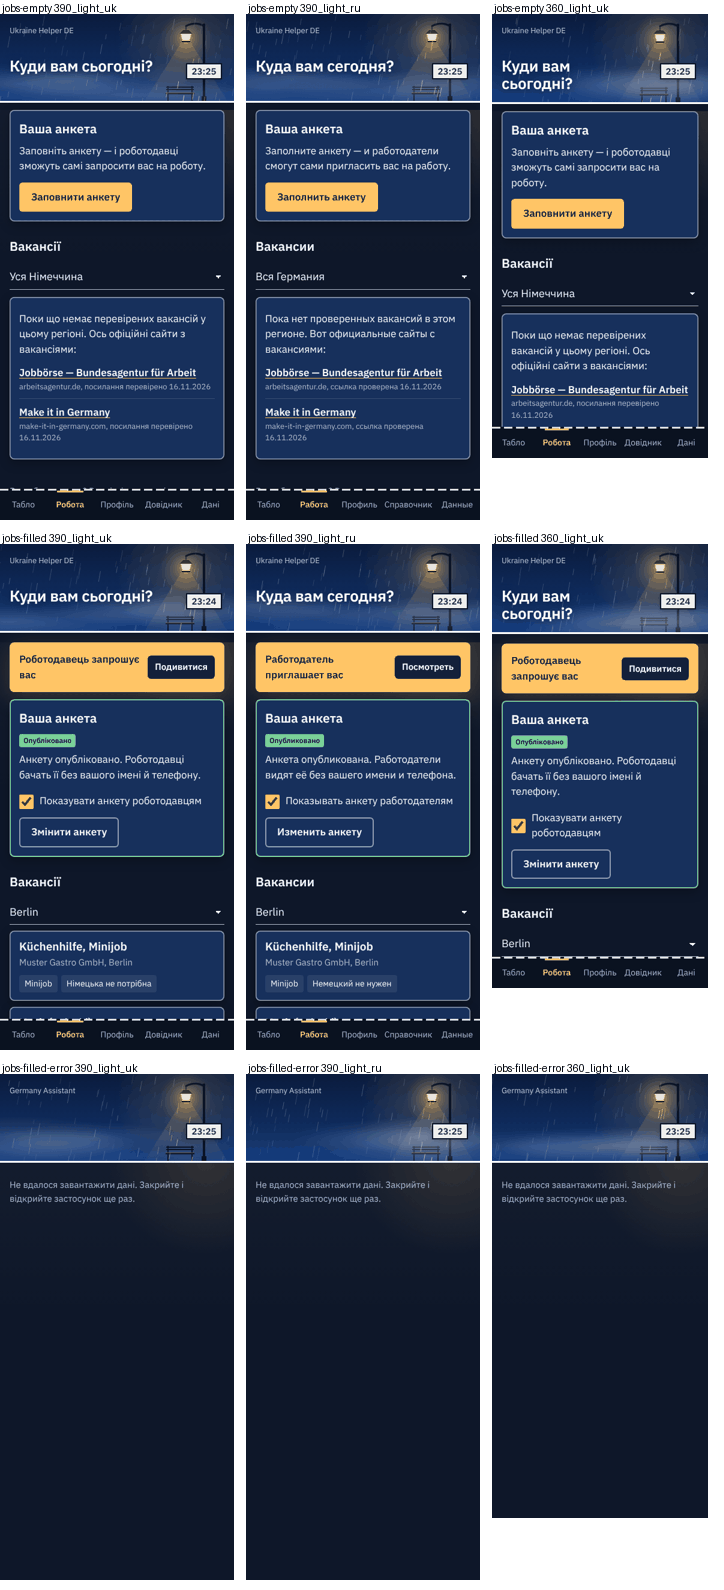 jobs-empty 390_light_uk
Ukraine Helper DE
Куди вам сьогодні?
23:25
Ваша анкета
Заповніть анкету — і роботодавці
зможуть самі запросити вас на роботу.
Заповнити анкету
Вакансії
Уся Німеччина
Поки що немає перевірених вакансій у
цьому регіоні. Ось офіційні сайти з
вакансіями:
Jobbörse — Bundesagentur für Arbeit
arbeitsagentur.de, посилання перевірено 16.11.2026
Make it in Germany
make-it-in-germany.com, посилання перевірено
16.11.2026
Табло Робота Профіль Довідник Дані
jobs-empty 390_light_ru
Ukraine Helper DE
Куда вам сегодня?
23:25
Ваша анкета
Заполните анкету — и работодатели
смогут сами пригласить вас на работу.
Заполнить анкету
Вакансии
Вся Германия
Пока нет проверенных вакансий в этом
регионе. Вот официальные сайты с
вакансиями:
Jobbörse — Bundesagentur für Arbeit
arbeitsagentur.de, ссылка проверена 16.11.2026
Make it in Germany
make-it-in-germany.com, ссылка проверена
16.11.2026
Табло Работа Профиль Справочник Данные
jobs-empty 360_light_uk
Ukraine Helper DE
Куди вам
сьогодні?
23:25
Ваша анкета
Заповніть анкету — і роботодавці
зможуть самі запросити вас на
роботу.
Заповнити анкету
Вакансії
Уся Німеччина
Поки що немає перевірених
вакансій у цьому регіоні. Ось
офіційні сайти з вакансіями:
Jobbörse — Bundesagentur für Arbeit
arbeitsagentur.de, посилання перевірено
16.11.2026
Табло Робота Профіль Довідник Дані
jobs-filled 390_light_uk
Ukraine Helper DE
Куди вам сьогодні?
23:24
Роботодавець запрошує
вас
Подивитися
Ваша анкета
Опубліковано
Анкету опубліковано. Роботодавці
бачать її без вашого імені й телефону.
Показувати анкету роботодавцям
Змінити анкету
Вакансії
Berlin
Küchenhilfe, Minijob
Muster Gastro GmbH, Berlin
Minijob Німецька не потрібна
Табло Робота Профіль Довідник Дані
jobs-filled 390_light_ru
Ukraine Helper DE
Куда вам сегодня?
23:24
Работодатель
приглашает вас
Посмотреть
Ваша анкета
Опубликовано
Анкета опубликована. Работодатели
видят её без вашего имени и телефона.
Показывать анкету работодателям
Изменить анкету
Вакансии
Berlin
Küchenhilfe, Minijob
Muster Gastro GmbH, Berlin
Minijob Немецкий не нужен
Табло Работа Профиль Справочник Данные
jobs-filled 360_light_uk
Ukraine Helper DE
Куди вам
сьогодні?
23:24
Роботодавець
запрошує вас
Подивитися
Ваша анкета
Опубліковано
Анкету опубліковано. Роботодавці
бачать її без вашого імені й
телефону.
Показувати анкету
роботодавцям
Змінити анкету
Вакансії
Berlin
Табло Робота Профіль Довідник Дані
jobs-filled-error 390_light_uk
Germany Assistant
23:25
Не вдалося завантажити дані. Закрийте і
відкрийте застосунок ще раз.
jobs-filled-error 390_light_ru
Germany Assistant
23:25
Не вдалося завантажити дані. Закрийте і
відкрийте застосунок ще раз.
jobs-filled-error 360_light_uk
Germany Assistant
23:25
Не вдалося завантажити дані. Закрийте і
відкрийте застосунок ще раз.